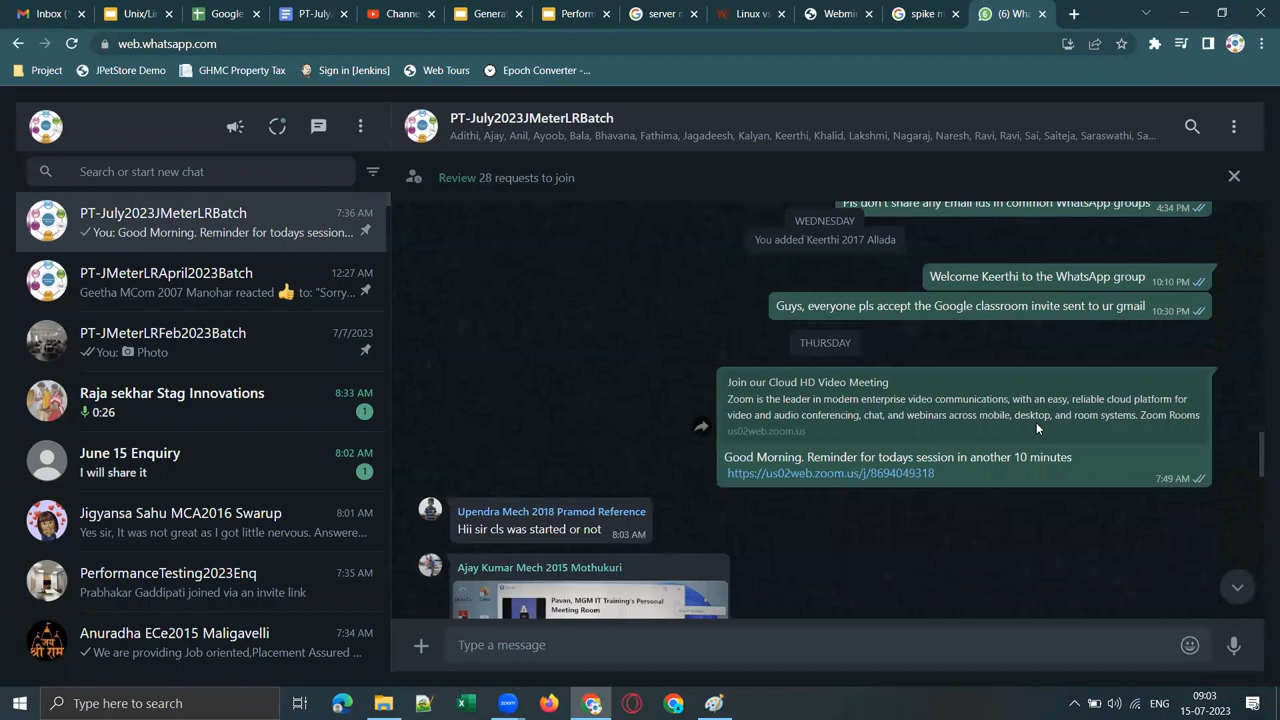 Inbox (
Unix/Lin
Google
PT-July-
Channe
Generat
Perform
server m
Linux vs
Webmin
spike m
(6) Wha
web.whatsapp.com
Project
JPetStore Demo
GHMC Property Tax
Sign in [Jenkins]
Web Tours
Epoch Converter -...
PT-July2023JMeterLRBatch
Adithi, Ajay, Anil, Ayoob, Bala, Bhavana, Fathima, Jagadeesh, Kalyan, Keerthi, Khalid, Lakshmi, Nagaraj, Naresh, Ravi, Ravi, Sai, Saiteja, Saraswathi, Sa...
Search or start new chat
Review 28 requests to join
PT-July2023JMeterLRBatch 7:36 AM
You: Good Morning. Reminder for todays session...
PT-JMeterLRApril2023Batch 12:27 AM
Geetha MCom 2007 Manohar reacted 👍 to: "Sorry...
PT-JMeterLRFeb2023Batch 7/7/2023
You: Photo
Raja sekhar Stag Innovations 8:33 AM
0:26 1
June 15 Enquiry 8:02 AM
I will share it 1
Jigyansa Sahu MCA2016 Swarup 8:01 AM
Yes sir, It was not great as I got little nervous. Answere...
PerformanceTesting2023Enq 7:35 AM
Prabhakar Gaddipati joined via an invite link
Anuradha ECe2015 Maligavelli 7:34 AM
We are providing Job oriented,Placement Assured ...
Pls don't share any Email ids in common WhatsApp groups 4:34 PM
WEDNESDAY
You added Keerthi 2017 Allada
Welcome Keerthi to the WhatsApp group 10:10 PM
Guys, everyone pls accept the Google classroom invite sent to ur gmail 10:30 PM
THURSDAY
Join our Cloud HD Video Meeting
Zoom is the leader in modern enterprise video communications, with an easy, reliable cloud platform for
video and audio conferencing, chat, and webinars across mobile, desktop, and room systems. Zoom Rooms
us02web.zoom.us
Good Morning. Reminder for todays session in another 10 minutes
https://us02web.zoom.us/j/8694049318 7:49 AM
Upendra Mech 2018 Pramod Reference
Hii sir cls was started or not 8:03 AM
Ajay Kumar Mech 2015 Mothukuri
Pavan, MGM IT Training's Personal
Meeting Room
Type a message
Type here to search
ENG
09:03
15-07-2023